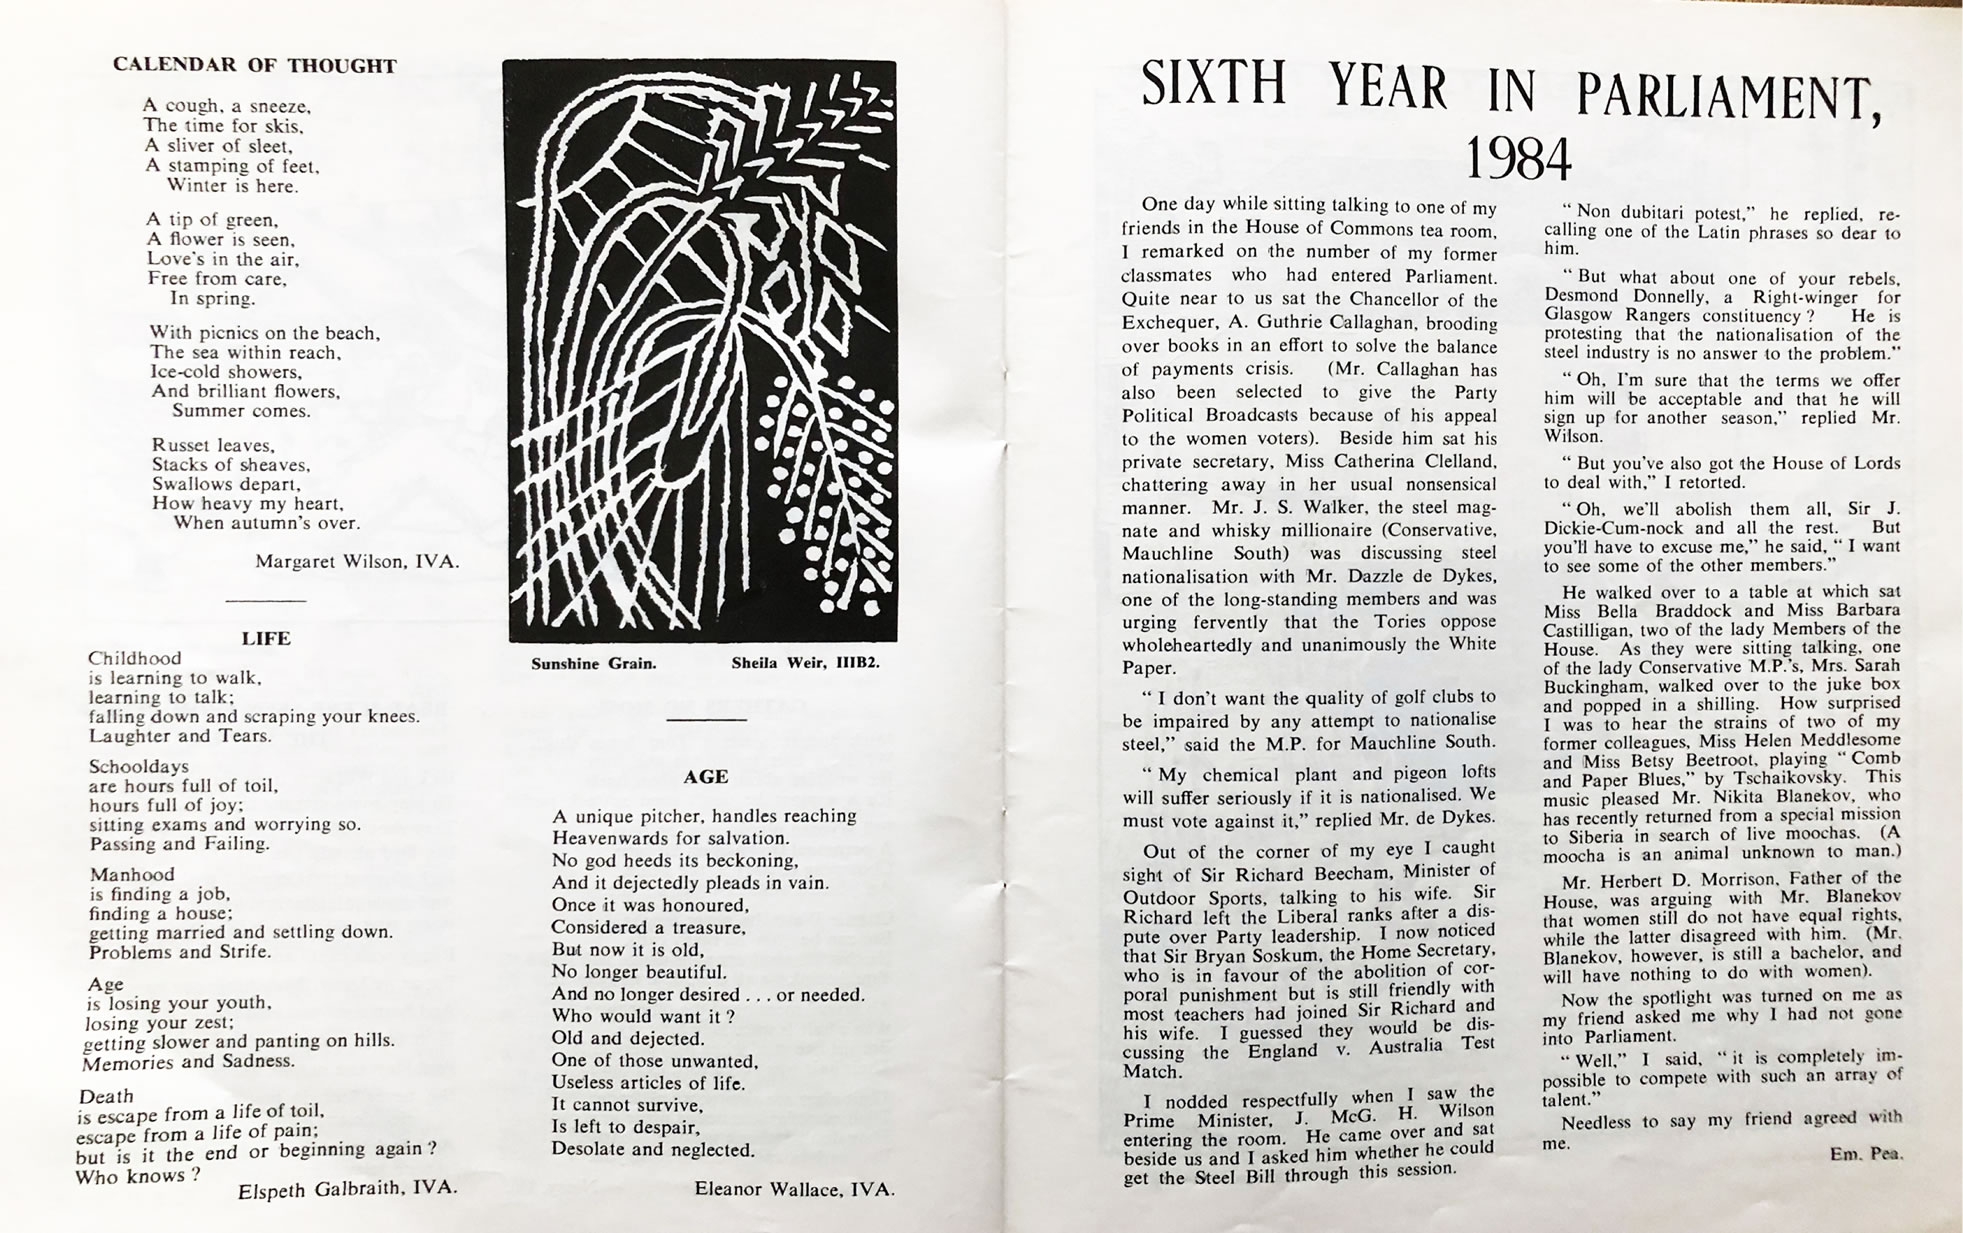 CALENDAR OF THOUGHT
A cough, a sneeze,
The time for skis,
A sliver of sleet,
A stamping of feet,
Winter is here.
A tip of green,
A flower is seen,
Love's in the air,
Free from care,
In spring.
With picnics on the beach,
The sea within reach,
Ice-cold showers,
And brilliant flowers,
Summer comes.
Russet leaves,
Stacks of sheaves,
Swallows depart,
How heavy my heart,
When autumn's over.
Margaret Wilson, IVA.
LIFE
Childhood
is learning to walk,
learning to talk;
falling down and scraping your knees.
Laughter and Tears.
Schooldays
are hours full of toil,
hours full of joy;
sitting exams and worrying so.
Passing and Failing.
Manhood
is finding a job,
finding a house;
getting married and settling down.
Problems and Strife.
Age
is losing your youth,
losing your zest;
getting slower and panting on hills.
Memories and Sadness.
Death
is escape from a life of toil,
escape from a life of pain;
but is it the end or beginning again ?
Who knows ?
Elspeth Galbraith, IVA.
Sunshine Grain. Sheila Weir, IIIB2.
AGE
A unique pitcher, handles reaching
Heavenwards for salvation.
No god heeds its beckoning,
And it dejectedly pleads in vain.
Once it was honoured,
Considered a treasure,
But now it is old,
No longer beautiful.
And no longer desired . . . or needed.
Who would want it ?
Old and dejected.
One of those unwanted,
Useless articles of life.
It cannot survive,
Is left to despair,
Desolate and neglected.
Eleanor Wallace, IVA.
SIXTH YEAR IN PARLIAMENT,
1984
One day while sitting talking to one of my
friends in the House of Commons tea room,
I remarked on the number of my former
classmates who had entered Parliament.
Quite near to us sat the Chancellor of the
Exchequer, A. Guthrie Callaghan, brooding
over books in an effort to solve the balance
of payments crisis. (Mr. Callaghan has
also been selected to give the Party
Political Broadcasts because of his appeal
to the women voters). Beside him sat his
private secretary, Miss Catherina Clelland,
chattering away in her usual nonsensical
manner. Mr. J. S. Walker, the steel mag-
nate and whisky millionaire (Conservative,
Mauchline South) was discussing steel
nationalisation with Mr. Dazzle de Dykes,
one of the long-standing members and was
urging fervently that the Tories oppose
wholeheartedly and unanimously the White
Paper.
" I don't want the quality of golf clubs to
be impaired by any attempt to nationalise
steel," said the M.P. for Mauchline South.
" My chemical plant and pigeon lofts
will suffer seriously if it is nationalised. We
must vote against it," replied Mr. de Dykes.
Out of the corner of my eye I caught
sight of Sir Richard Beecham, Minister of
Outdoor Sports, talking to his wife. Sir
Richard left the Liberal ranks after a dis-
pute over Party leadership. I now noticed
that Sir Bryan Soskum, the Home Secretary,
who is in favour of the abolition of cor-
poral punishment but is still friendly with
most teachers had joined Sir Richard and
his wife. I guessed they would be dis-
cussing the England v. Australia Test
Match.
I nodded respectfully when I saw the
Prime Minister, J. McG. H. Wilson
entering the room. He came over and sat
beside us and I asked him whether he could
get the Steel Bill through this session.
" Non dubitari potest," he replied, re-
calling one of the Latin phrases so dear to
him.
" But what about one of your rebels,
Desmond Donnelly, a Right-winger for
Glasgow Rangers constituency ? He is
protesting that the nationalisation of the
steel industry is no answer to the problem."
" Oh, I'm sure that the terms we offer
him will be acceptable and that he will
sign up for another season," replied Mr.
Wilson.
" But you've also got the House of Lords
to deal with," I retorted.
" Oh, we'll abolish them all, Sir J.
Dickie-Cum-nock and all the rest. But
you'll have to excuse me," he said, " I want
to see some of the other members."
He walked over to a table at which sat
Miss Bella Braddock and Miss Barbara
Castilligan, two of the lady Members of the
House. As they were sitting talking, one
of the lady Conservative M.P.'s, Mrs. Sarah
Buckingham, walked over to the juke box
and popped in a shilling. How surprised
I was to hear the strains of two of my
former colleagues, Miss Helen Meddlesome
and Miss Betsy Beetroot, playing " Comb
and Paper Blues," by Tschaikovsky. This
music pleased Mr. Nikita Blanekov, who
has recently returned from a special mission
to Siberia in search of live moochas. (A
moocha is an animal unknown to man.)
Mr. Herbert D. Morrison, Father of the
House, was arguing with Mr. Blanekov
that women still do not have equal rights,
while the latter disagreed with him. (Mr.
Blanekov, however, is still a bachelor, and
will have nothing to do with women).
Now the spotlight was turned on me as
my friend asked me why I had not gone
into Parliament.
" Well," I said, " it is completely im-
possible to compete with such an array of
talent."
Needless to say my friend agreed with
me.
Em. Pea.